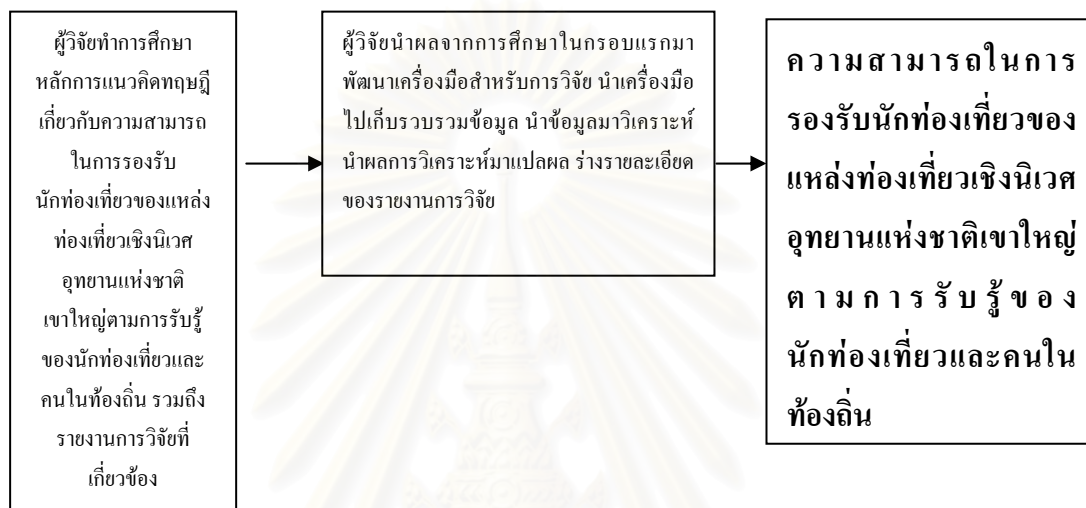 ผู้วิจัยทำการศึกษา
หลักการแนวคิดทฤษฎี
เกี่ยวกับความสามารถ
ในการรองรับ
นักท่องเที่ยวของแหล่ง
ท่องเที่ยวเชิงนิเวศ
อุทยานแห่งชาติ
เขาใหญ่ตามการรับรู้
ของนักท่องเที่ยวและ
คนในท้องถิ่น รวมถึง
รายงานการวิจัยที่
เกี่ยวข้อง
ผู้วิจัยนำผลจากการศึกษาในกรอบแรกมา
พัฒนาเครื่องมือสำหรับการวิจัย นำเครื่องมือ
ไปเก็บรวบรวมข้อมูล นำข้อมูลมาวิเคราะห์
นำผลการวิเคราะห์มาแปลผล ร่างรายละเอียด
ของรายงานการวิจัย
ความสามารถในการ
รองรับนักท่องเที่ยวของ
แหล่งท่องเที่ยวเชิงนิเวศ
อุทยานแห่งชาติเขาใหญ่
ตามการรับรู้ของ
นักท่องเที่ยวและคนใน
ท้องถิ่น